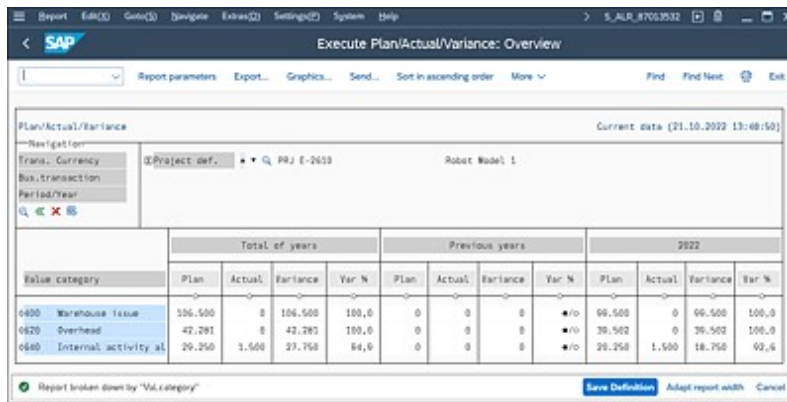 Report Edit(X) Goto(S) Navigate Extras(Ω) Settings(P) System Help S_ALR_87013532
SAP Execute Plan/Actual/Variance: Overview
Report parameters Export... Graphics... Send... Sort in ascending order More Find Find Next Exit
Plan/Actual/Variance Current data (21.10.2022 13:40:50)
Navigation
Trans. Currency Project def. PRJ E-2610 Robot Model 1
Bus.transaction
Period/Year
Total of years Previous years 2022
Value category Plan Actual Variance Var % Plan Actual Variance Var % Plan Actual Variance Var %
0400 Warehouse issue 106.500 0 106.500 100,0 0 0 0 */0 99.500 0 99.500 100,0
0620 Overhead 42.281 0 42.281 100,0 0 0 0 */0 39.502 0 39.502 100,0
0640 Internal activity al 29.250 1.500 27.750 94,9 0 0 0 */0 20.250 1.500 18.750 92,6
Report broken down by "Val.category" Save Definition Adapt report width Cancel